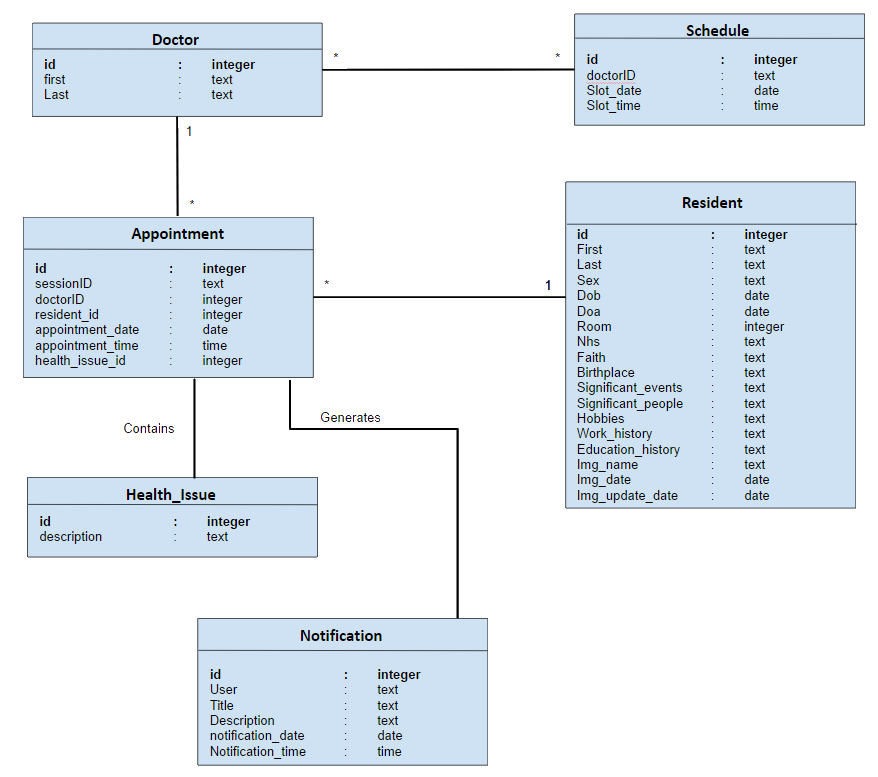 Doctor
id : integer
first : text
Last : text
* *
Schedule
id : integer
doctorID : text
Slot_date : date
Slot_time : time
1
*
Appointment
id : integer
sessionID : text
doctorID : integer
resident_id : integer
appointment_date : date
appointment_time : time
health_issue_id : integer
* 1
Resident
id : integer
First : text
Last : text
Sex : text
Dob : date
Doa : date
Room : integer
Nhs : text
Faith : text
Birthplace : text
Significant_events : text
Significant_people : text
Hobbies : text
Work_history : text
Education_history : text
Img_name : text
Img_date : date
Img_update_date : date
Contains
Generates
Health_Issue
id : integer
description : text
Notification
id : integer
User : text
Title : text
Description : text
notification_date : date
Notification_time : time